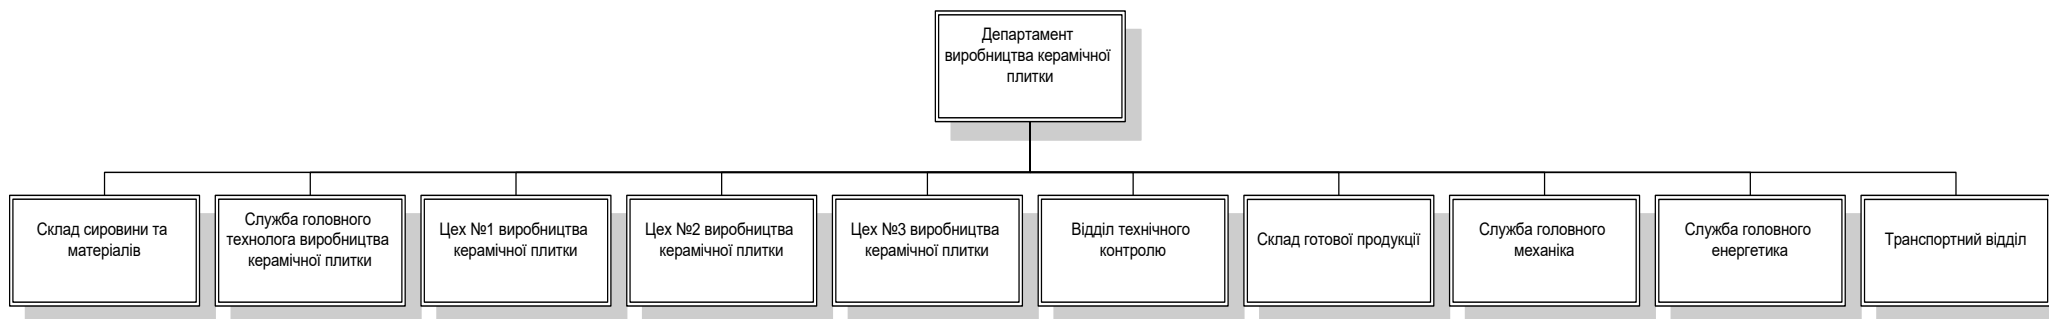 Департамент
виробництва керамічної
плитки
Склад сировини та
матеріалів
Служба головного
технолога виробництва
керамічної плитки
Цех №1 виробництва
керамічної плитки
Цех №2 виробництва
керамічної плитки
Цех №3 виробництва
керамічної плитки
Відділ технічного
контролю
Склад готової продукції
Служба головного
механіка
Служба головного
енергетика
Транспортний відділ